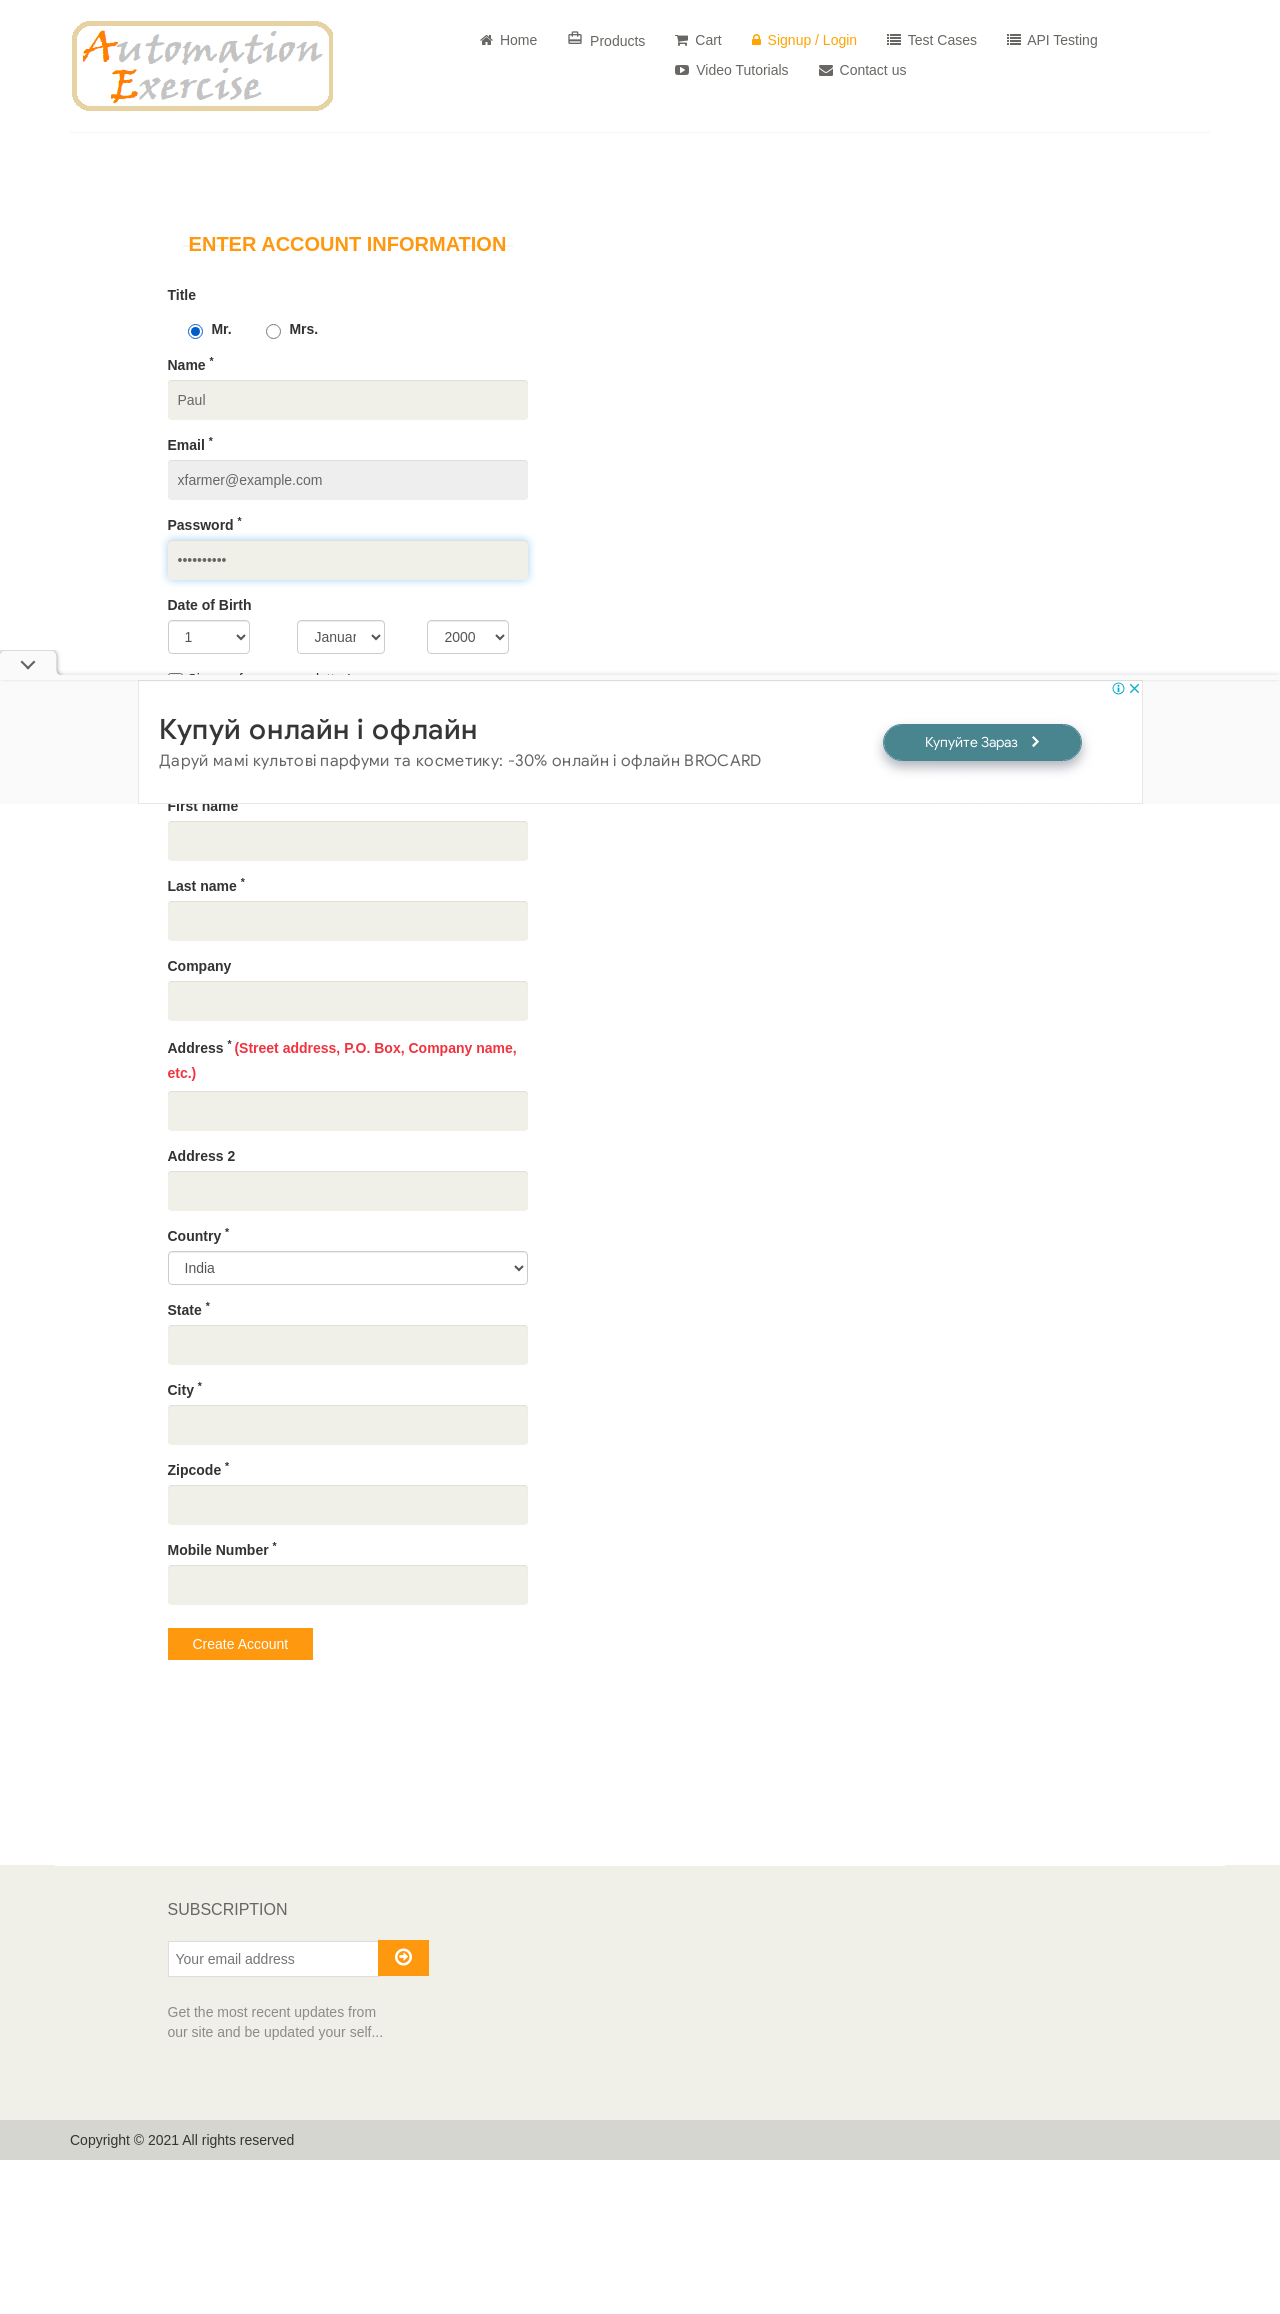 Automation
Exercise
Home
Products
Cart
Signup / Login
Test Cases
API Testing
Video Tutorials
Contact us
ENTER ACCOUNT INFORMATION
Title
Mr.
Mrs.
Name *
Paul
Email *
xfarmer@example.com
Password *
••••••••••
Date of Birth
1
Januar
2000
Купуй онлайн і офлайн
Даруй мамі культові парфуми та косметику: -30% онлайн і офлайн BROCARD
Купуйте Зараз
First name
Last name *
Company
Address * (Street address, P.O. Box, Company name,
etc.)
Address 2
Country *
India
State *
City *
Zipcode *
Mobile Number *
Create Account
SUBSCRIPTION
Your email address
Get the most recent updates from
our site and be updated your self...
Copyright © 2021 All rights reserved